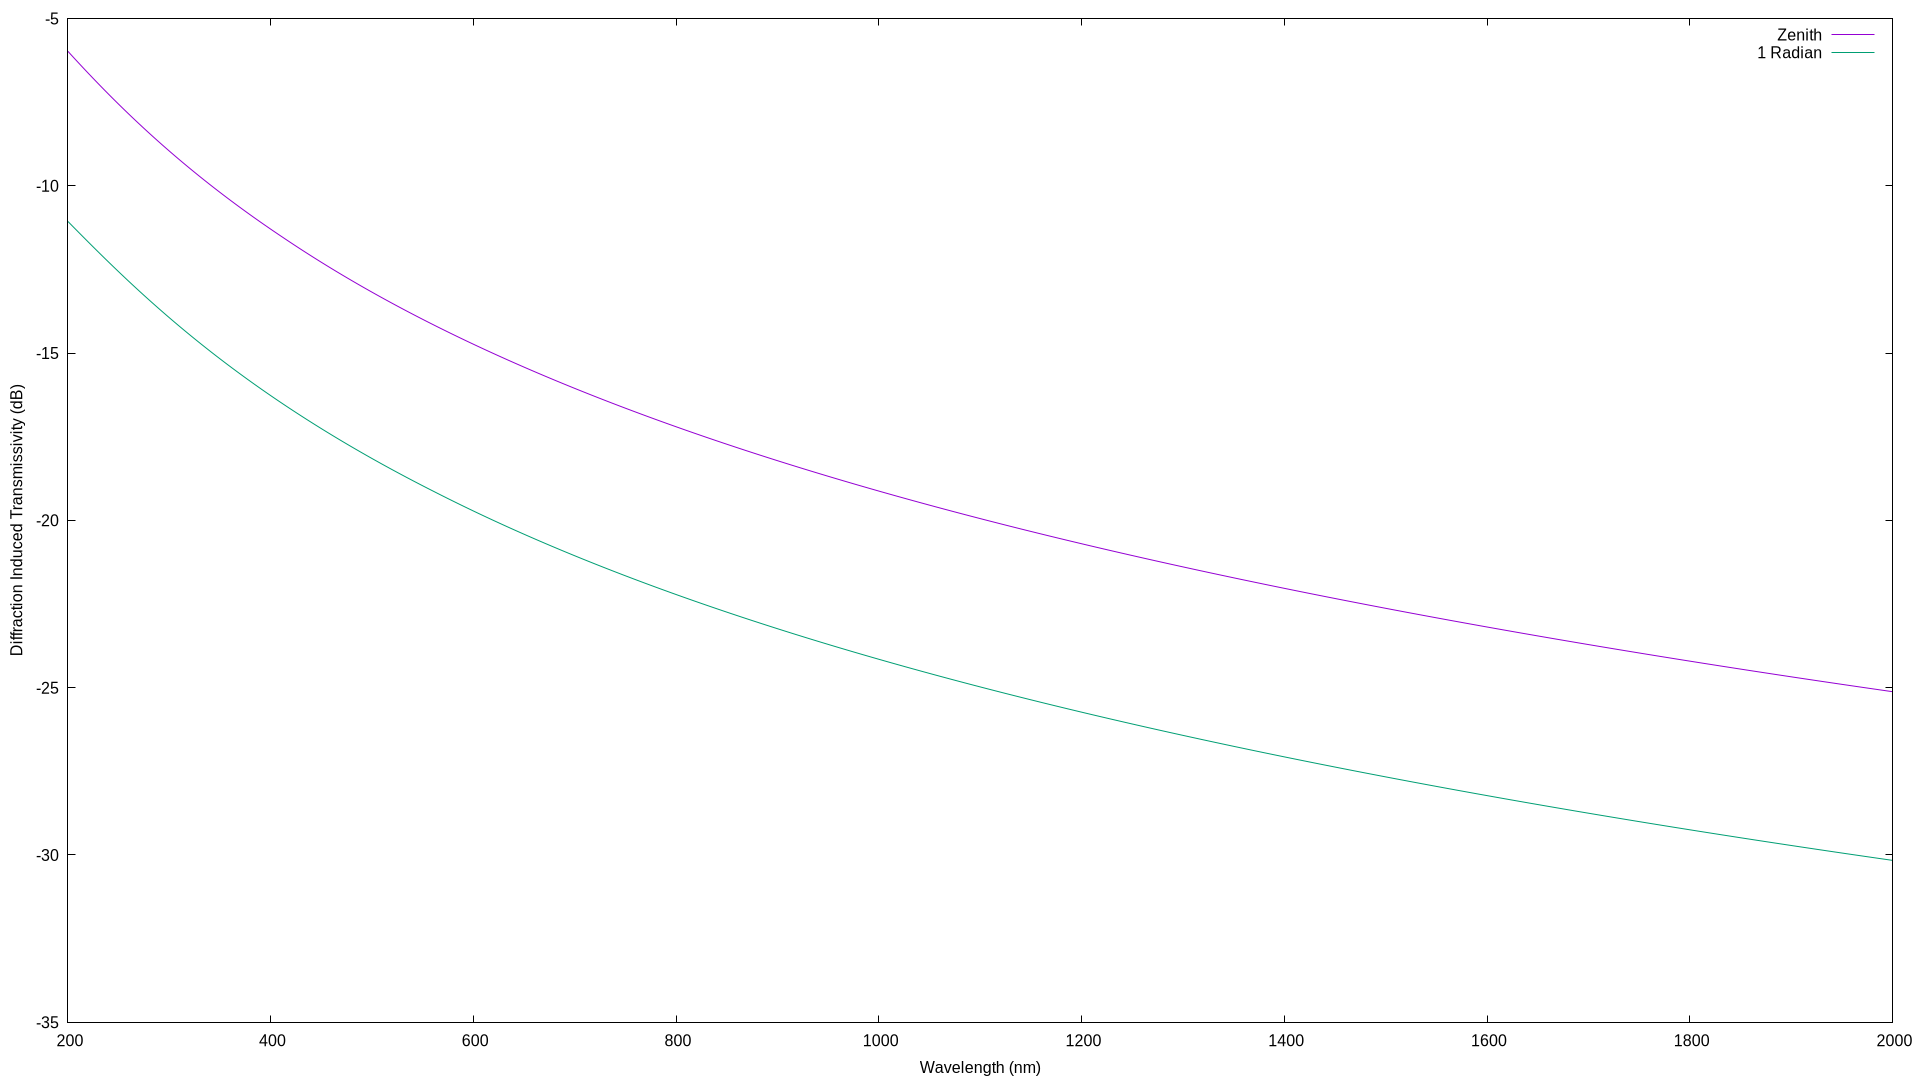 -5
-10
-15
-20
-25
-30
-35
200 400 600 800 1000 1200 1400 1600 1800 2000
Diffraction Induced Transmissivity (dB)
Wavelength (nm)
Zenith
1 Radian